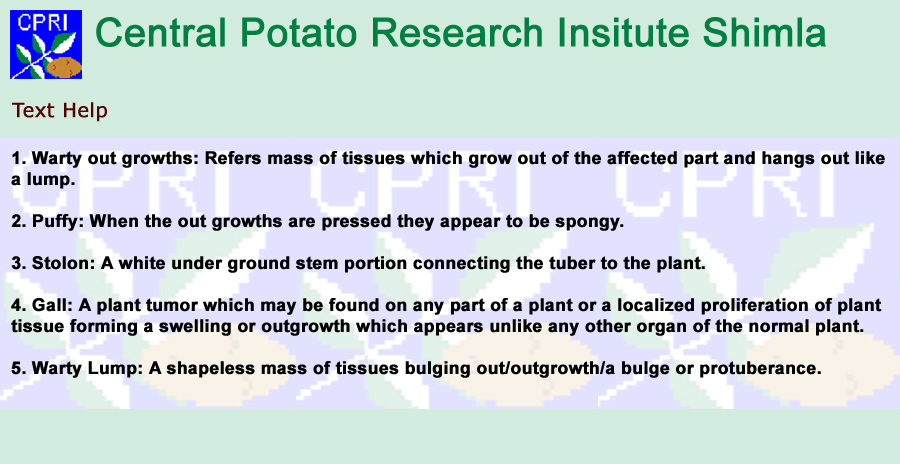 CPRI
Central Potato Research Insitute Shimla
Text Help
1. Warty out growths: Refers mass of tissues which grow out of the affected part and hangs out like
a lump.
2. Puffy: When the out growths are pressed they appear to be spongy.
3. Stolon: A white under ground stem portion connecting the tuber to the plant.
4. Gall: A plant tumor which may be found on any part of a plant or a localized proliferation of plant
tissue forming a swelling or outgrowth which appears unlike any other organ of the normal plant.
5. Warty Lump: A shapeless mass of tissues bulging out/outgrowth/a bulge or protuberance.
CPRI
CPRI
CPRI